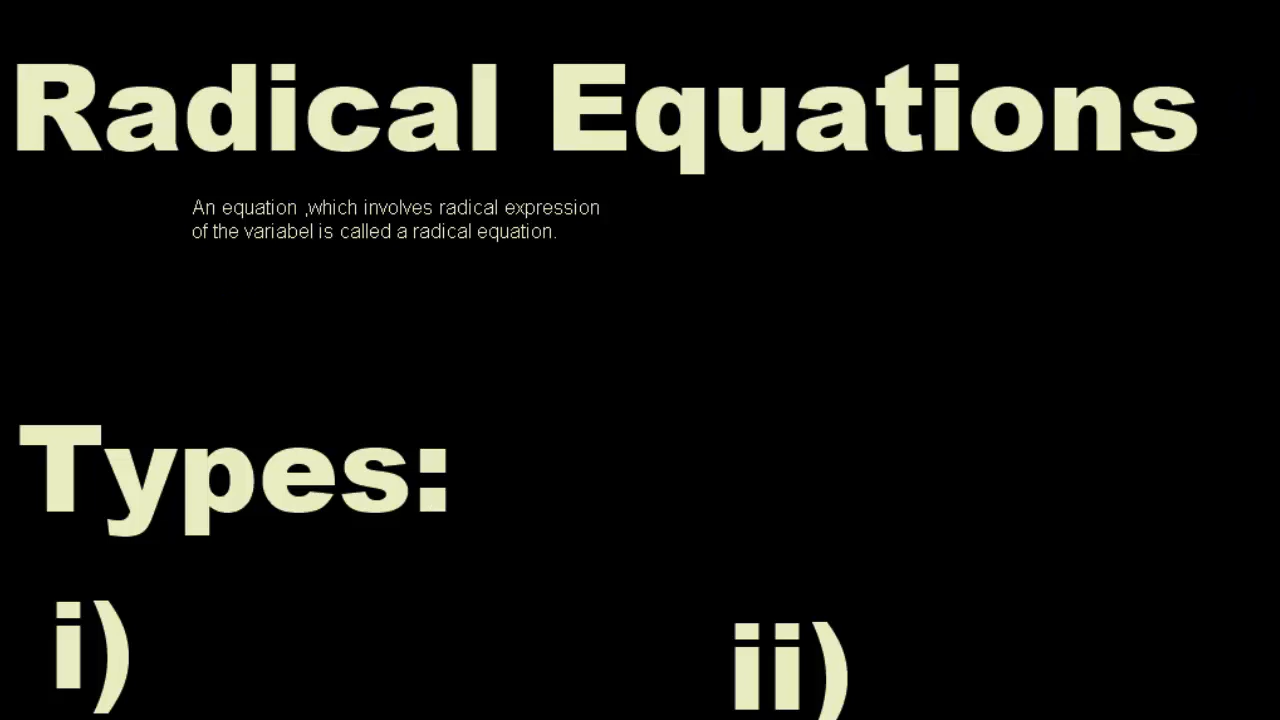 Radical Equations
An equation ,which involves radical expression
of the variabel is called a radical equation.
Types:
i)
ii)